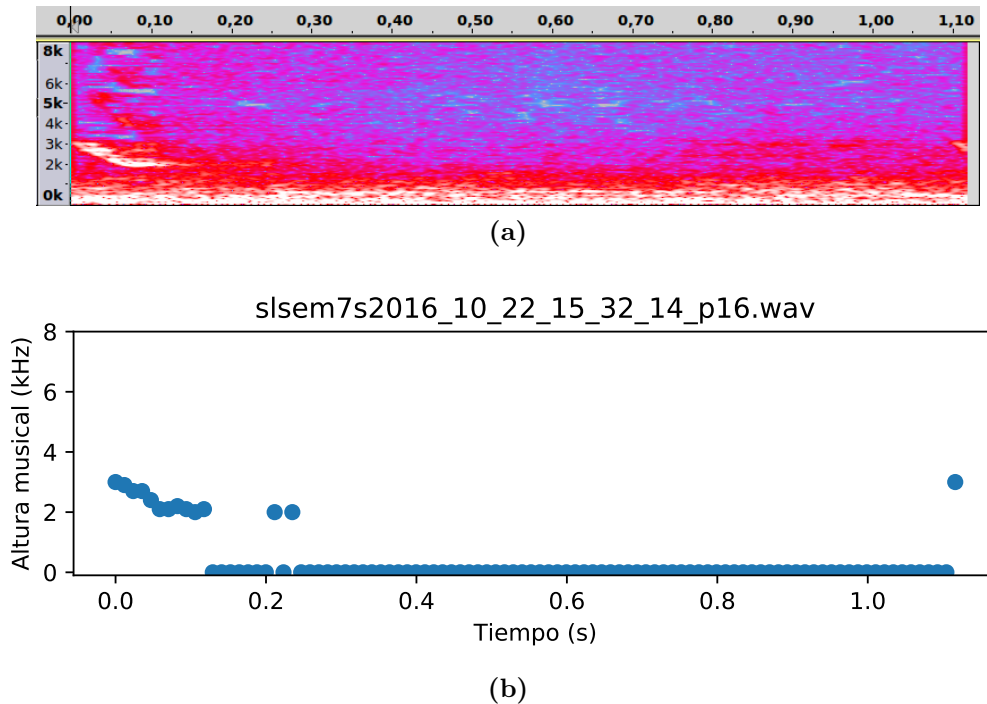 0,00 0,10 0,20 0,30 0,40 0,50 0,60 0,70 0,80 0,90 1,00 1,10
8k
6k
5k
4k
3k
2k
0k
(a)
slsem7s2016_10_22_15_32_14_p16.wav
Altura musical (kHz)
8
6
4
2
0
0.0 0.2 0.4 0.6 0.8 1.0
Tiempo (s)
(b)